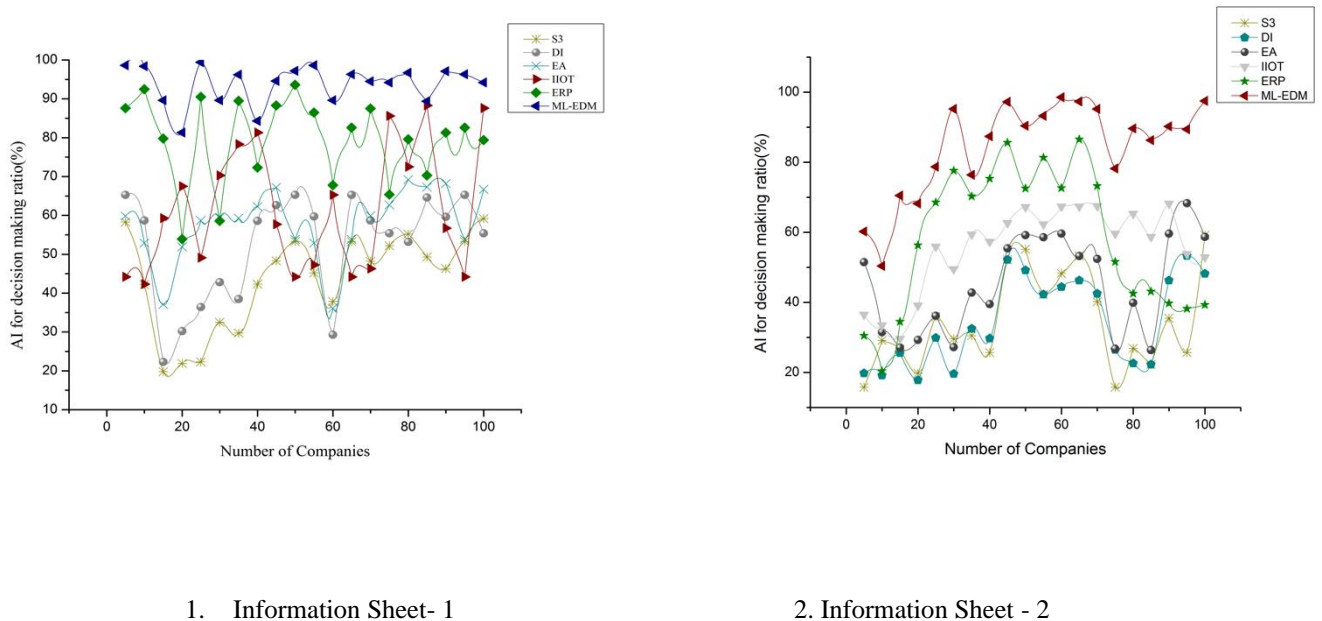 S3
DI
EA
IIOT
ERP
ML-EDM
100
90
80
70
60
50
40
30
20
10
AI for decision making ratio(%)
0 20 40 60 80 100
Number of Companies
S3
DI
EA
IIOT
ERP
ML-EDM
100
80
60
40
20
AI for decision making ratio(%)
0 20 40 60 80 100
Number of Companies
1. Information Sheet- 1
2. Information Sheet - 2